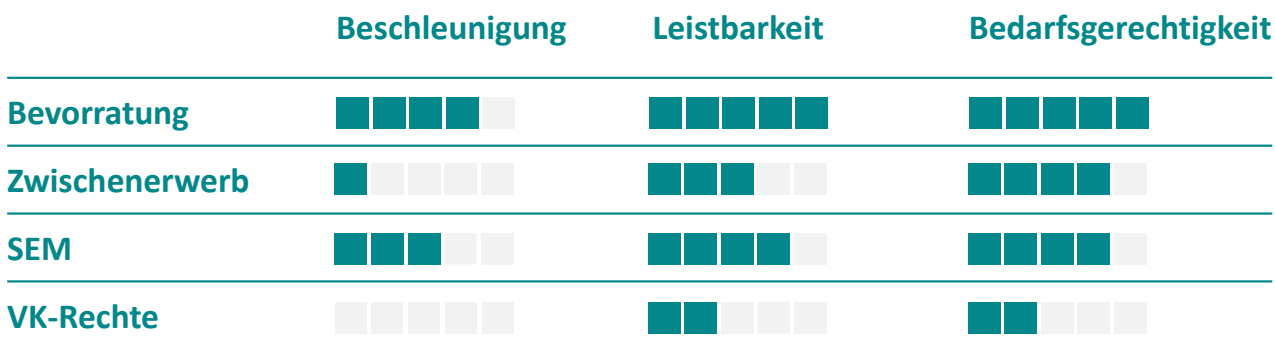 Beschleunigung Leistbarkeit Bedarfsgerechtigkeit
Bevorratung
Zwischenerwerb
SEM
VK-Rechte